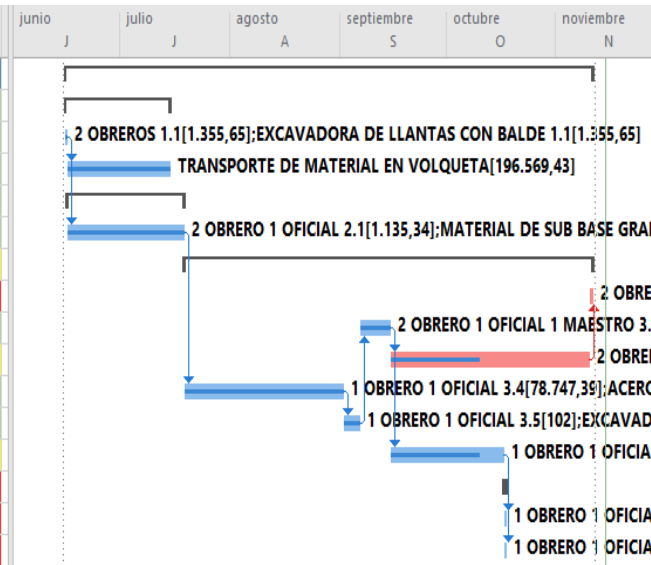 junio julio agosto septiembre octubre noviembre
J J A S O N
2 OBREROS 1.1[1.355,65];EXCAVADORA DE LLANTAS CON BALDE 1.1[1.355,65]
TRANSPORTE DE MATERIAL EN VOLQUETA[196.569,43]
2 OBRERO 1 OFICIAL 2.1[1.135,34];MATERIAL DE SUB BASE GRAI
2 OBRE
2 OBRERO 1 OFICIAL 1 MAESTRO 3.
2 OBREI
1 OBRERO 1 OFICIAL 3.4[78.747,39];ACERO
1 OBRERO 1 OFICIAL 3.5[102];EXCAVAD
1 OBRERO 1 OFICIA
1 OBRERO 1 OFICIA
1 OBRERO 1 OFICIA